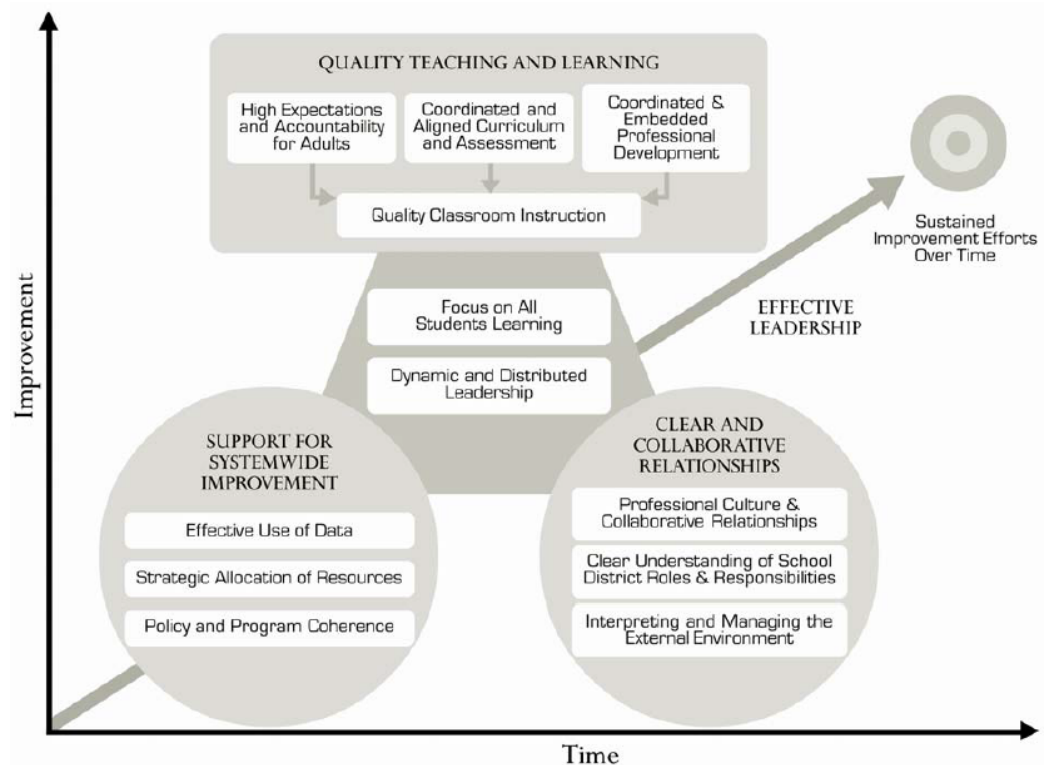 QUALITY TEACHING AND LEARNING
High Expectations
and Accountability
for Adults
Coordinated and
Aligned Curriculum
and Assessment
Coordinated &
Embedded
Professional
Development
Quality Classroom Instruction
Sustained
Improvement Efforts
Over Time
Focus on All
Students Learning
Dynamic and Distributed
Leadership
EFFECTIVE
LEADERSHIP
Improvement
SUPPORT FOR
SYSTEMWIDE
IMPROVEMENT
Effective Use of Data
Strategic Allocation of Resources
Policy and Program Coherence
CLEAR AND
COLLABORATIVE
RELATIONSHIPS
Professional Culture &
Collaborative Relationships
Clear Understanding of School
District Roles & Responsibilities
Interpreting and Managing the
External Environment
Time